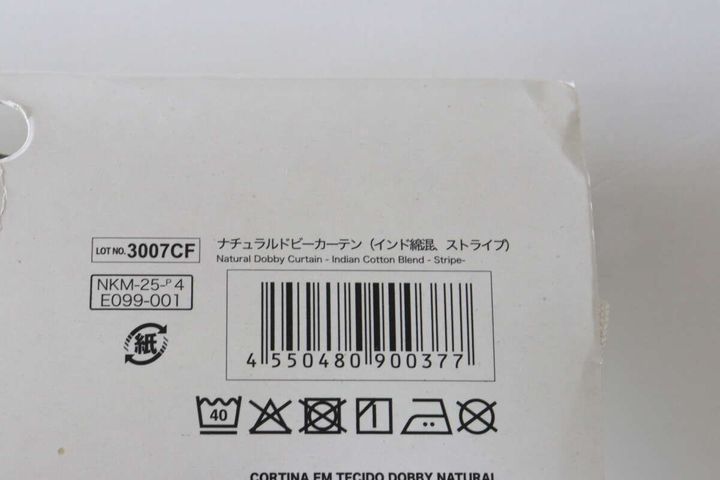 LOT NO. 3007CF
ナチュラルドビーカーテン（インド綿混、ストライプ）
Natural Dobby Curtain - Indian Cotton Blend - Stripe-
NKM-25-P 4
E099-001
紙
4 550480 900377
40
CORTINA EM TECIDO DOBBY NATURAL